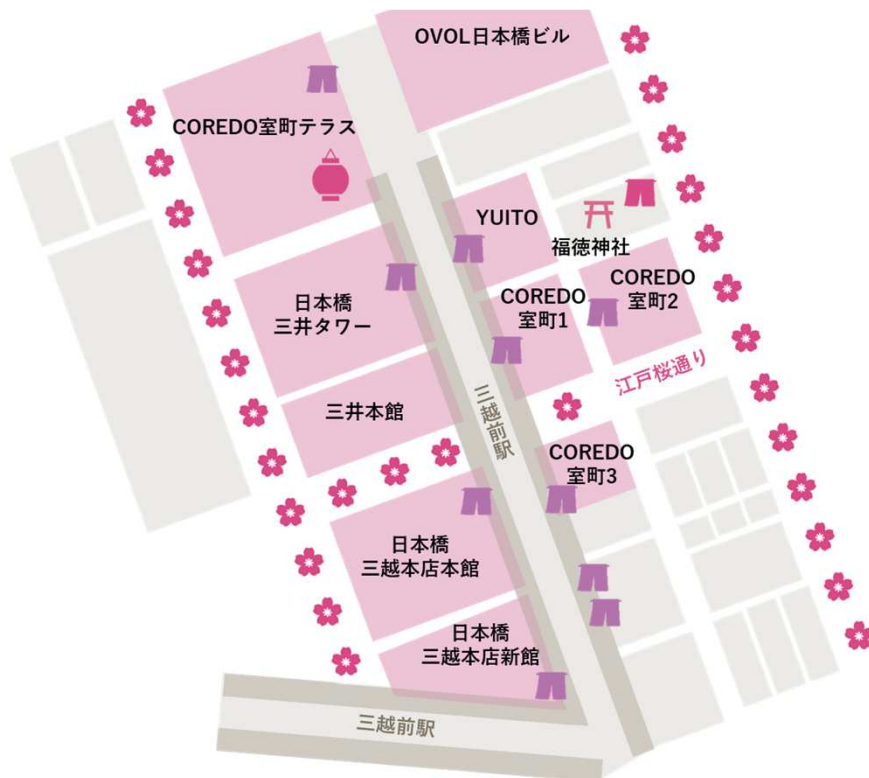 OVOL日本橋ビル
COREDO室町テラス
YUITO
福徳神社
COREDO
室町2
COREDO
室町1
日本橋
三井タワー
江戸桜通り
三井本館
三越前駅
COREDO
室町3
日本橋
三越本店本館
日本橋
三越本店新館
三越前駅